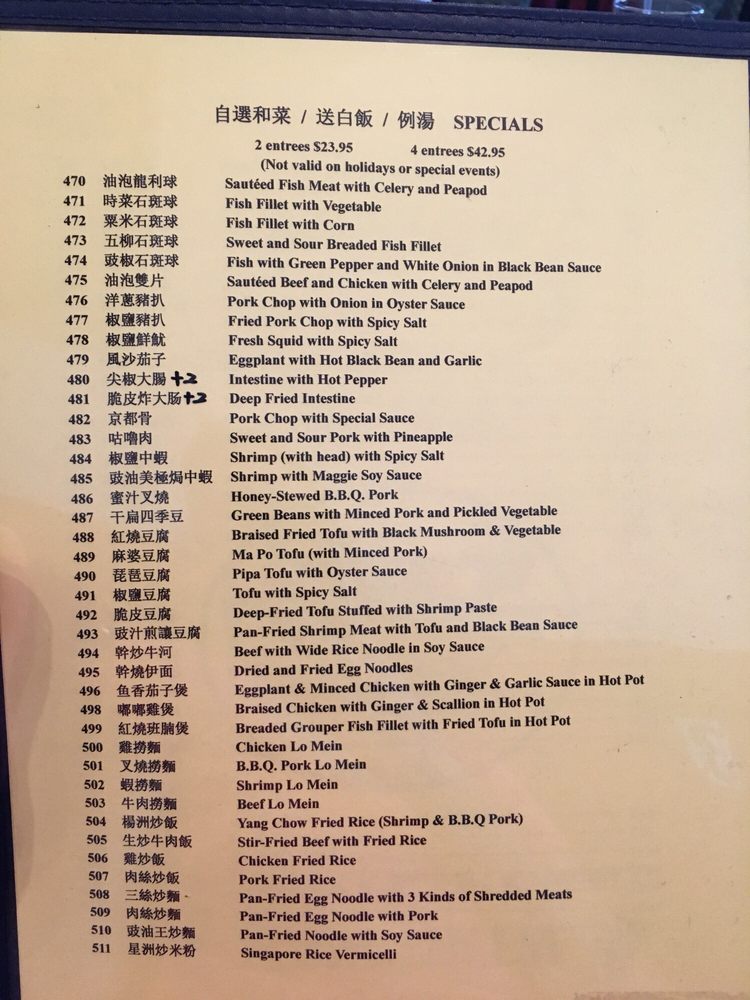 自選和菜 / 送白飯 / 例湯 SPECIALS
2 entrees $23.95 4 entrees $42.95
(Not valid on holidays or special events)
470 油泡龍利球 Sautéed Fish Meat with Celery and Peapod
471 時菜石斑球 Fish Fillet with Vegetable
472 粟米石斑球 Fish Fillet with Corn
473 五柳石斑球 Sweet and Sour Breaded Fish Fillet
474 豉椒石斑球 Fish with Green Pepper and White Onion in Black Bean Sauce
475 油泡雙片 Sautéed Beef and Chicken with Celery and Peapod
476 洋蔥豬扒 Pork Chop with Onion in Oyster Sauce
477 椒鹽豬扒 Fried Pork Chop with Spicy Salt
478 椒鹽鮮魷 Fresh Squid with Spicy Salt
479 風沙茄子 Eggplant with Hot Black Bean and Garlic
480 尖椒大腸 +2 Intestine with Hot Pepper
481 脆皮炸大肠 +2 Deep Fried Intestine
482 京都骨 Pork Chop with Special Sauce
483 咕嚕肉 Sweet and Sour Pork with Pineapple
484 椒鹽中蝦 Shrimp (with head) with Spicy Salt
485 豉油美極焗中蝦 Shrimp with Maggie Soy Sauce
486 蜜汁叉燒 Honey-Stewed B.B.Q. Pork
487 干扁四季豆 Green Beans with Minced Pork and Pickled Vegetable
488 紅燒豆腐 Braised Fried Tofu with Black Mushroom & Vegetable
489 麻婆豆腐 Ma Po Tofu (with Minced Pork)
490 琵琶豆腐 Pipa Tofu with Oyster Sauce
491 椒鹽豆腐 Tofu with Spicy Salt
492 脆皮豆腐 Deep-Fried Tofu Stuffed with Shrimp Paste
493 豉汁煎讓豆腐 Pan-Fried Shrimp Meat with Tofu and Black Bean Sauce
494 幹炒牛河 Beef with Wide Rice Noodle in Soy Sauce
495 幹燒伊面 Dried and Fried Egg Noodles
496 鱼香茄子煲 Eggplant & Minced Chicken with Ginger & Garlic Sauce in Hot Pot
498 嘟嘟雞煲 Braised Chicken with Ginger & Scallion in Hot Pot
499 紅燒班腩煲 Breaded Grouper Fish Fillet with Fried Tofu in Hot Pot
500 雞撈麵 Chicken Lo Mein
501 叉燒撈麵 B.B.Q. Pork Lo Mein
502 蝦撈麵 Shrimp Lo Mein
503 牛肉撈麵 Beef Lo Mein
504 楊洲炒飯 Yang Chow Fried Rice (Shrimp & B.B.Q Pork)
505 生炒牛肉飯 Stir-Fried Beef with Fried Rice
506 雞炒飯 Chicken Fried Rice
507 肉絲炒飯 Pork Fried Rice
508 三絲炒麵 Pan-Fried Egg Noodle with 3 Kinds of Shredded Meats
509 肉絲炒麵 Pan-Fried Egg Noodle with Pork
510 豉油王炒麵 Pan-Fried Noodle with Soy Sauce
511 星洲炒米粉 Singapore Rice Vermicelli